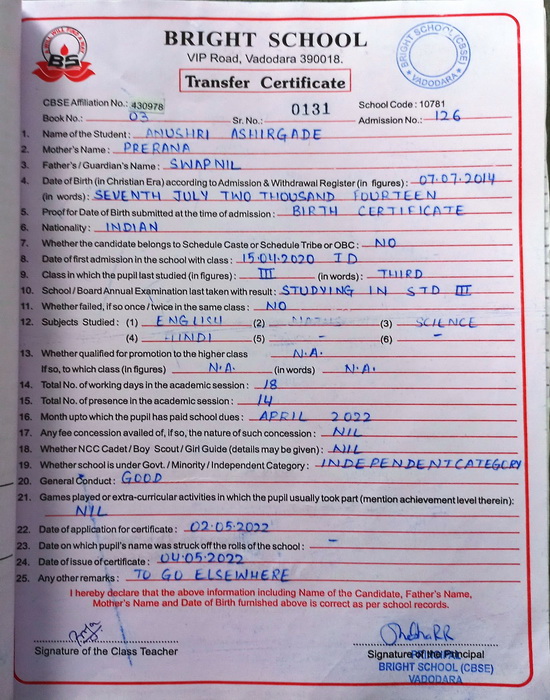 BS
BRIGHT SCHOOL
VIP Road, Vadodara 390018.
Transfer Certificate
BRIGHT SCHOOL (CBSE)
VADODARA
CBSE Affiliation No.: 430978 School Code : 10781
Book No.: 03 Sr. No.: 0131 Admission No.: 126
1. Name of the Student : ANUSHRI ASHIRGADE
2. Mother's Name : PRERANA
3. Father's / Guardian's Name : SWAPNIL
4. Date of Birth (in Christian Era) according to Admission & Withdrawal Register (in figures) : 07.07.2014
(in words) : SEVENTH JULY TWO THOUSAND FOURTEEN
5. Proof for Date of Birth submitted at the time of admission : BIRTH CERTIFICATE
6. Nationality : INDIAN
7. Whether the candidate belongs to Schedule Caste or Schedule Tribe or OBC : NO
8. Date of first admission in the school with class : 15.04.2020 ID
9. Class in which the pupil last studied (in figures) : III (in words) : THIRD
10. School / Board Annual Examination last taken with result : STUDYING IN STD III
11. Whether failed, if so once / twice in the same class : NO
12. Subjects Studied : (1) ENGLISH (2) MATHS (3) SCIENCE
(4) HINDI (5) - (6) -
13. Whether qualified for promotion to the higher class N.A.
If so, to which class (in figures) N.A. (in words) N.A.
14. Total No. of working days in the academic session : 18
15. Total No. of presence in the academic session : 14
16. Month upto which the pupil has paid school dues : APRIL 2022
17. Any fee concession availed of, if so, the nature of such concession : NIL
18. Whether NCC Cadet / Boy Scout / Girl Guide (details may be given) : NIL
19. Whether school is under Govt. / Minority / Independent Category : INDEPENDENT CATEGORY
20. General Conduct : GOOD
21. Games played or extra-curricular activities in which the pupil usually took part (mention achievement level therein) :
NIL
22. Date of application for certificate : 02.05.2022
23. Date on which pupil's name was struck off the rolls of the school : -
24. Date of issue of certificate : 04.05.2022
25. Any other remarks : TO GO ELSEWHERE
I hereby declare that the above information including Name of the Candidate, Father's Name,
Mother's Name and Date of Birth furnished above is correct as per school records.
Signature of the Class Teacher Signature of the Principal
BRIGHT SCHOOL (CBSE)
VADODARA